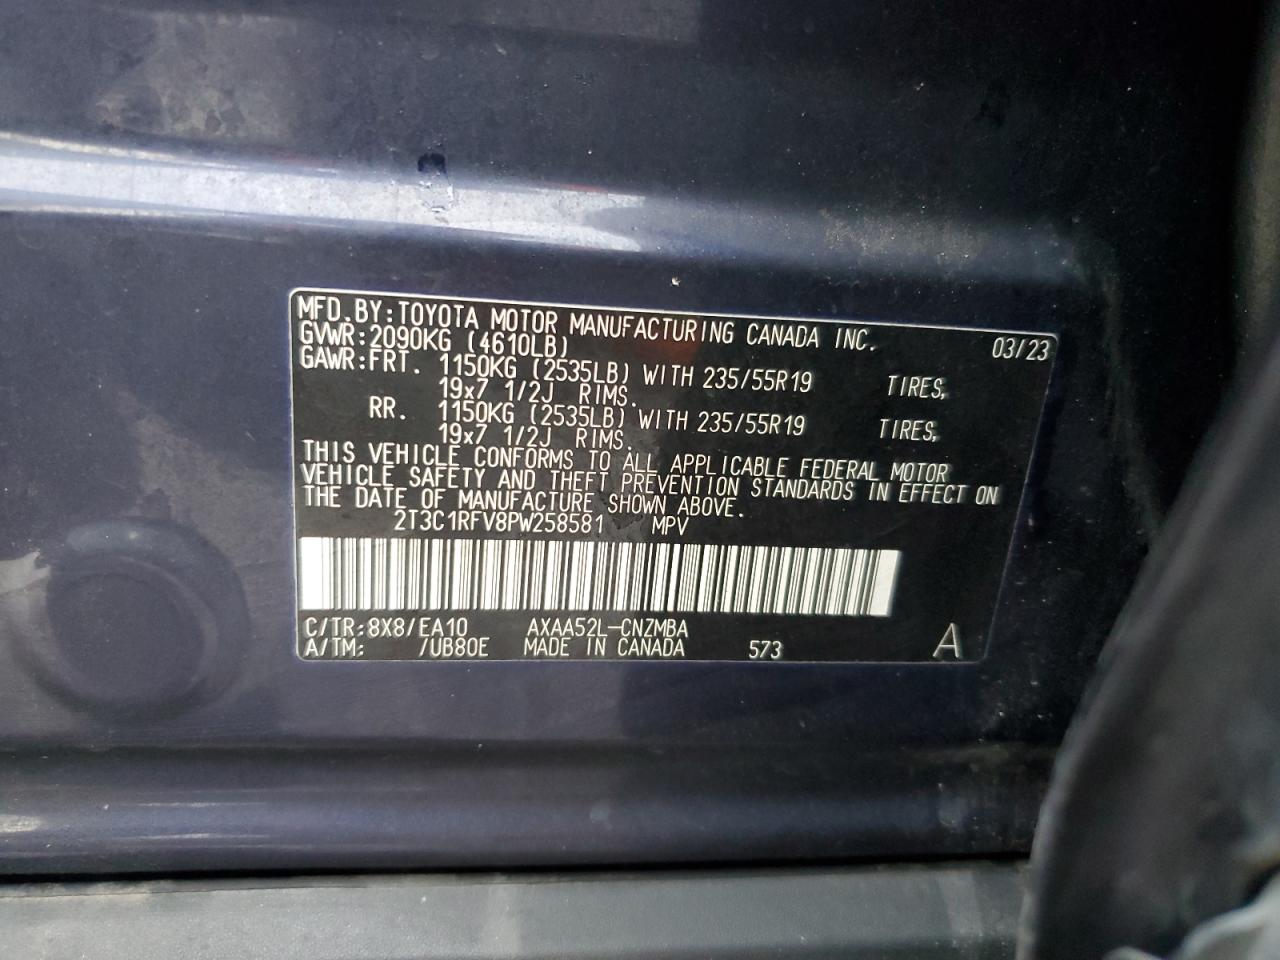 MFD.BY:TOYOTA MOTOR MANUFACTURING CANADA INC. 03/23
GVWR:2090KG (4610LB)
GAWR:FRT. 1150KG (2535LB) WITH 235/55R19 TIRES,
19x7 1/2J RIMS.
RR. 1150KG (2535LB) WITH 235/55R19 TIRES,
19x7 1/2J RIMS.
THIS VEHICLE CONFORMS TO ALL APPLICABLE FEDERAL MOTOR
VEHICLE SAFETY AND THEFT PREVENTION STANDARDS IN EFFECT ON
THE DATE OF MANUFACTURE SHOWN ABOVE.
2T3C1RFV8PW258581 MPV
C/TR:8X8/EA10 AXAA52L-CNZMBA
A/TM: /UB80E MADE IN CANADA 573 A